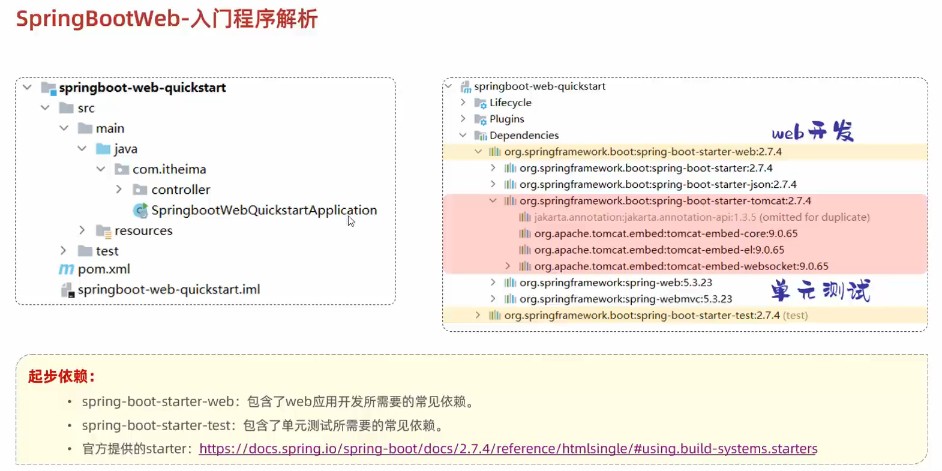 SpringBootWeb-入门程序解析
springboot-web-quickstart
src
main
java
com.itheima
controller
SpringbootWebQuickstartApplication
resources
test
pom.xml
springboot-web-quickstart.iml
springboot-web-quickstart
Lifecycle
Plugins
Dependencies
web开发
org.springframework.boot:spring-boot-starter-web:2.7.4
org.springframework.boot:spring-boot-starter:2.7.4
org.springframework.boot:spring-boot-starter-json:2.7.4
org.springframework.boot:spring-boot-starter-tomcat:2.7.4
jakarta.annotation:jakarta.annotation-api:1.3.5 (omitted for duplicate)
org.apache.tomcat.embed:tomcat-embed-core:9.0.65
org.apache.tomcat.embed:tomcat-embed-el:9.0.65
org.apache.tomcat.embed:tomcat-embed-websocket:9.0.65
org.springframework:spring-web:5.3.23
org.springframework:spring-webmvc:5.3.23
单元测试
org.springframework.boot:spring-boot-starter-test:2.7.4 (test)
起步依赖：
• spring-boot-starter-web：包含了web应用开发所需要的常见依赖。
• spring-boot-starter-test：包含了单元测试所需要的常见依赖。
• 官方提供的starter：https://docs.spring.io/spring-boot/docs/2.7.4/reference/htmlsingle/#using.build-systems.starters